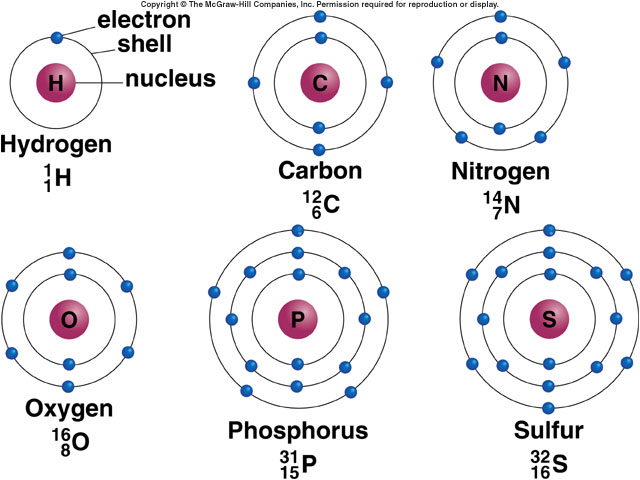 Copyright © The McGraw-Hill Companies, Inc. Permission required for reproduction or display.
electron
shell
H
nucleus
Hydrogen
1
1H
C
Carbon
12
6C
N
Nitrogen
14
7N
O
Oxygen
16
8O
P
Phosphorus
31
15P
S
Sulfur
32
16S